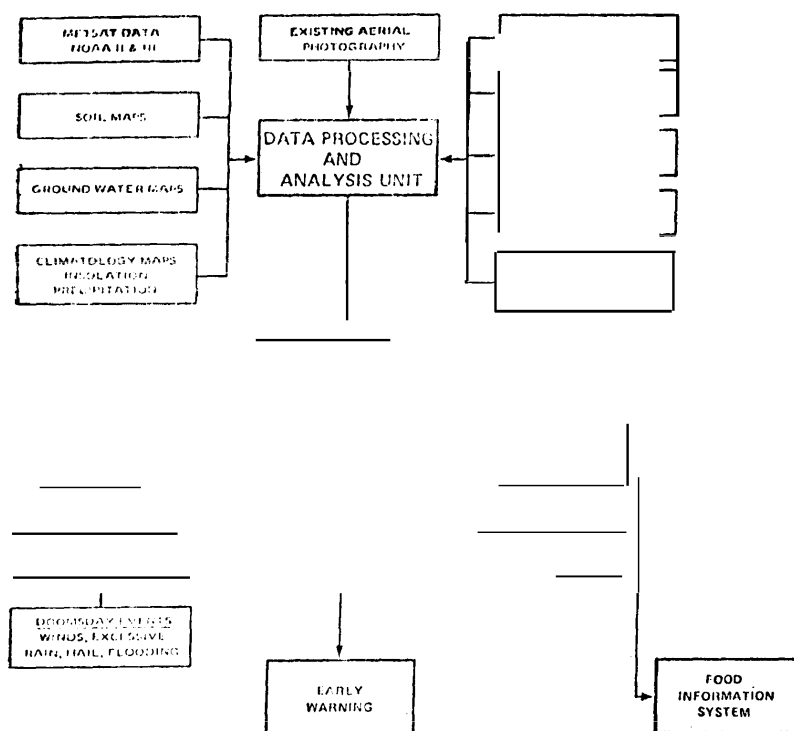 METSAT DATA
NOAA II & III
EXISTING AERIAL
PHOTOGRAPHY
SOIL MAPS
DATA PROCESSING
AND
ANALYSIS UNIT
GROUND WATER MAPS
CLIMATOLOGY MAPS
INSOLATION
PRECIPITATION
DOOMSDAY EVENTS
WINDS, EXCESSIVE
RAIN, HAIL, FLOODING
EARLY
WARNING
FOOD
INFORMATION
SYSTEM